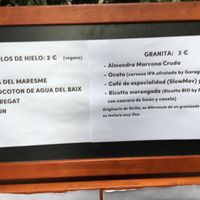 LOS DE HIELO: 2 € (vegano)
A DEL MARESME
OCOTON DE AGUA DEL BAIX
REGAT
ON
GRANITA: 3 €
- Almendra Marcona Cruda
- Ocata (cerveza IPA afrutada by Garag
- Café de especialidad (SlowMov)
- Ricotta merengada (Ricotta BIO by
con cascara de limón y canela)
Originaria de Sicilia, se diferencia de un granizado
su textura muy fina.